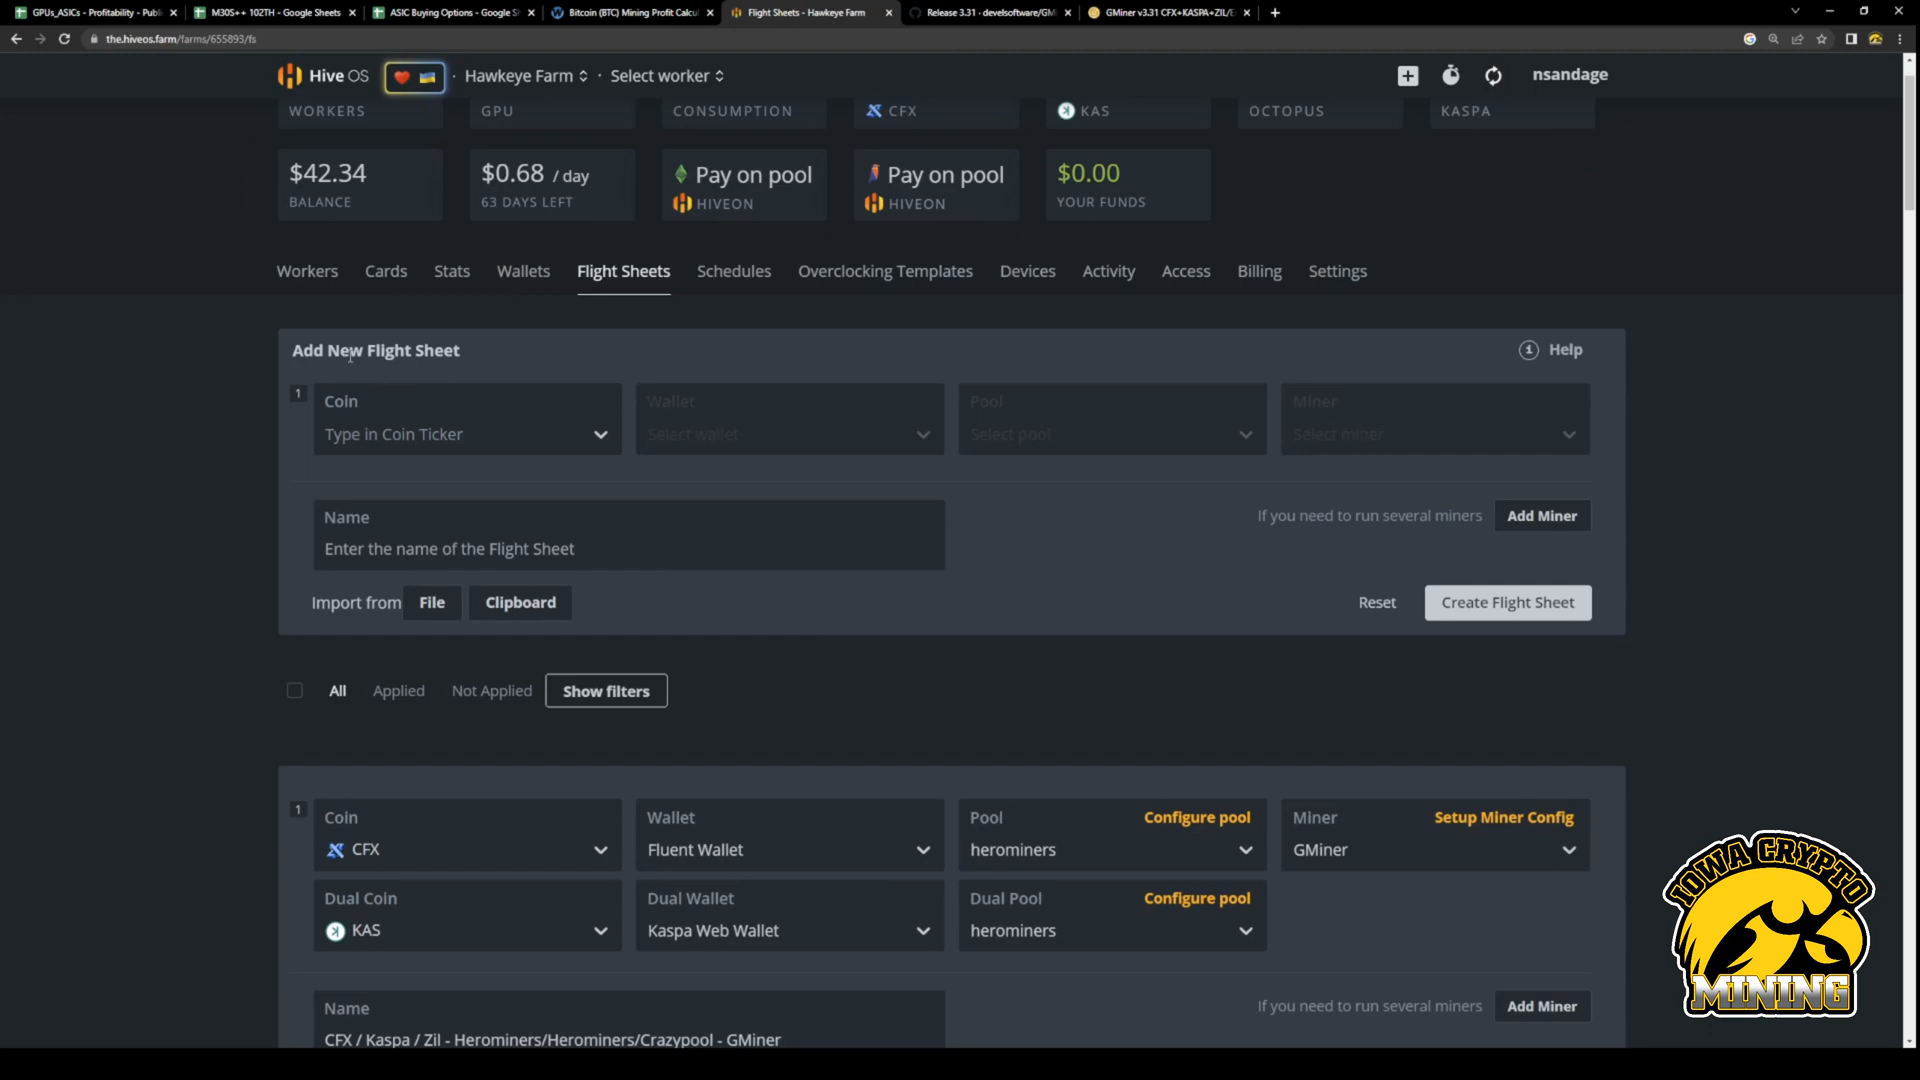 GPUs_ASICs - Profitability - Publ
M30S++ 102TH - Google Sheets
ASIC Buying Options - Google Sh
Bitcoin (BTC) Mining Profit Calcu
Flight Sheets - Hawkeye Farm
Release 3.31 · develsoftware/GM
GMiner v3.31 CFX+KASPA+ZIL/E
the.hiveos.farm/farms/655893/fs
Hive OS
Hawkeye Farm
Select worker
nsandage
WORKERS
GPU
CONSUMPTION
CFX
KAS
OCTOPUS
KASPA
$42.34
BALANCE
$0.68 / day
63 DAYS LEFT
Pay on pool
HIVEON
Pay on pool
HIVEON
$0.00
YOUR FUNDS
Workers
Cards
Stats
Wallets
Flight Sheets
Schedules
Overclocking Templates
Devices
Activity
Access
Billing
Settings
Add New Flight Sheet
Help
1
Coin
Type in Coin Ticker
Wallet
Select wallet
Pool
Select pool
Miner
Select miner
Name
Enter the name of the Flight Sheet
If you need to run several miners
Add Miner
Import from
File
Clipboard
Reset
Create Flight Sheet
All
Applied
Not Applied
Show filters
1
Coin
CFX
Wallet
Fluent Wallet
Pool
Configure pool
herominers
Miner
Setup Miner Config
GMiner
Dual Coin
KAS
Dual Wallet
Kaspa Web Wallet
Dual Pool
Configure pool
herominers
Name
CFX / Kaspa / Zil - Herominers/Herominers/Crazypool - GMiner
If you need to run several miners
Add Miner
IOWA CRYPTO
MINING